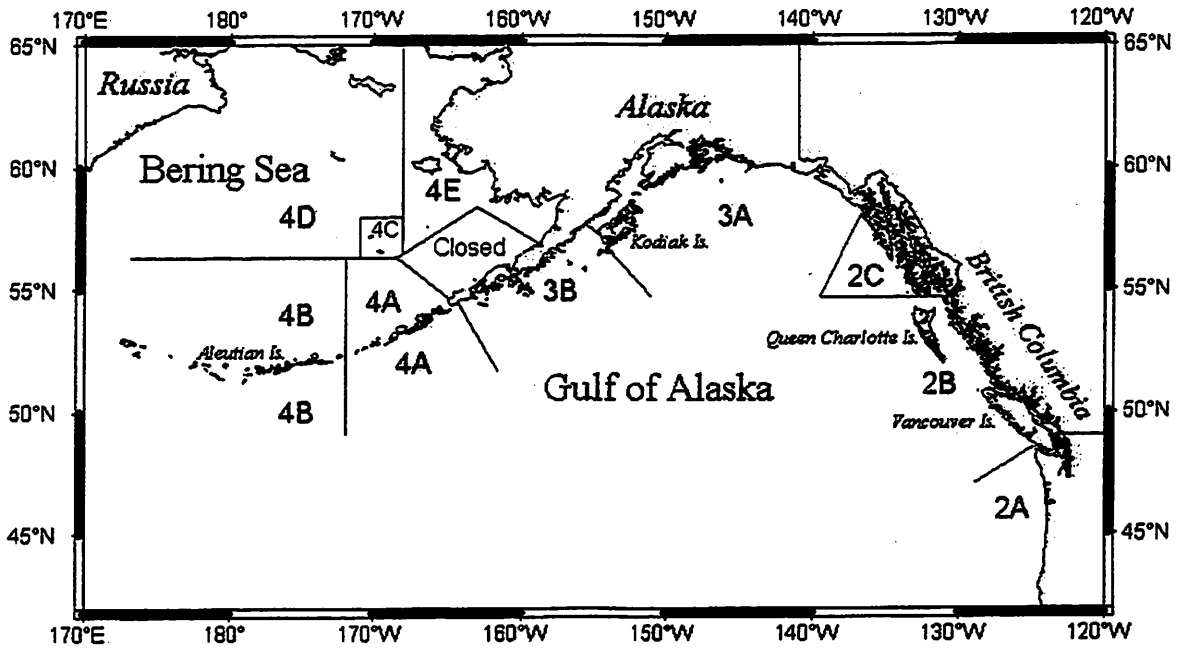 170°E 180° 170°W 160°W 150°W 140°W 130°W 120°W
65°N 65°N
Russia
Alaska
60°N 60°N
Bering Sea
4E
4D
4C
3A
Closed
Kodiak Is.
2C
British Columbia
55°N 55°N
4A
3B
4B
Queen Charlotte Is.
Aleutian Is.
4A
Gulf of Alaska
2B
50°N 50°N
4B
Vancouver Is.
2A
45°N 45°N
170°E 180° 170°W 160°W 150°W 140°W 130°W 120°W